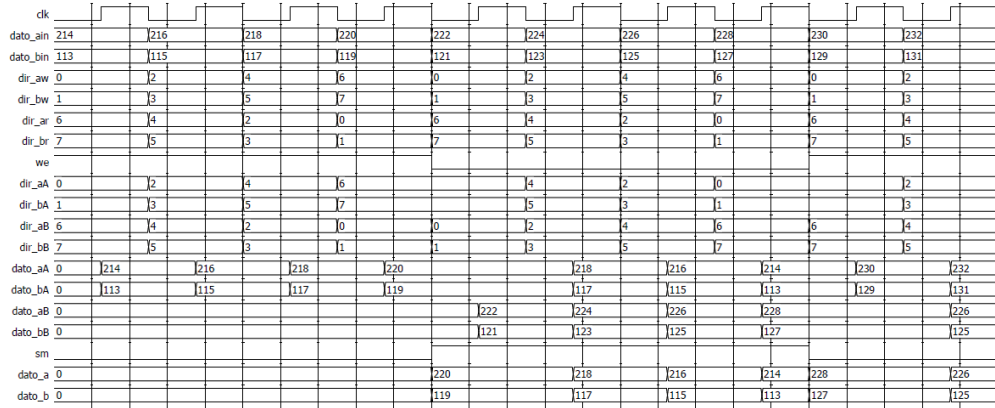 clk
dato_ain 214 216 218 220 222 224 226 228 230 232
dato_bin 113 115 117 119 121 123 125 127 129 131
dir_aw 0 2 4 6 0 2 4 6 0 2
dir_bw 1 3 5 7 1 3 5 7 1 3
dir_ar 6 4 2 0 6 4 2 0 6 4
dir_br 7 5 3 1 7 5 3 1 7 5
we
dir_aA 0 2 4 6 4 2 0 2
dir_bA 1 3 5 7 5 3 1 3
dir_aB 6 4 2 0 0 2 4 6 6 4
dir_bB 7 5 3 1 1 3 5 7 7 5
dato_aA 0 214 216 218 220 218 216 214 230 232
dato_bA 0 113 115 117 119 117 115 113 129 131
dato_aB 0 222 224 226 228 226
dato_bB 0 121 123 125 127 125
sm
dato_a 0 220 218 216 214 228 226
dato_b 0 119 117 115 113 127 125